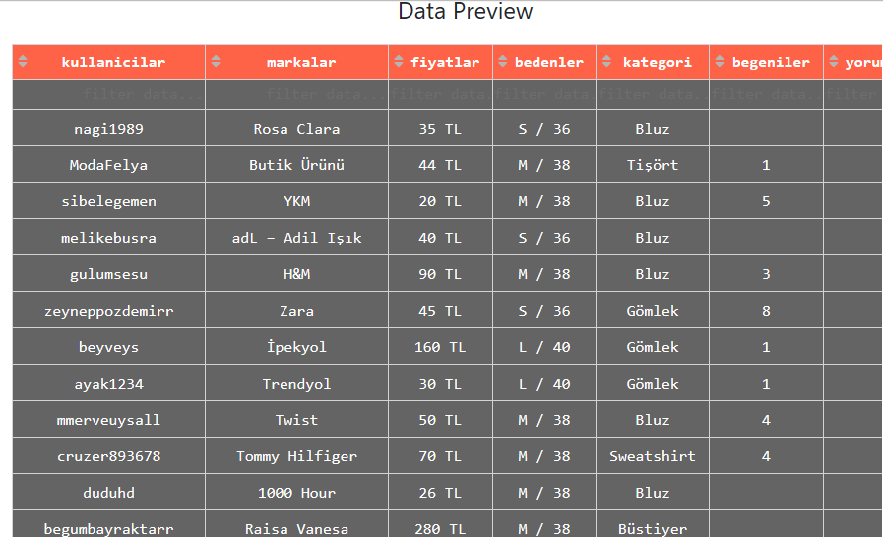 Data Preview
kullanicilar markalar fiyatlar bedenler kategori begeniler yorum
filter data... filter data... filter data. filter data. filter data.. filter
nagi1989 Rosa Clara 35 TL S / 36 Bluz
ModaFelya Butik Ürünü 44 TL M / 38 Tişört 1
sibelegemen YKM 20 TL M / 38 Bluz 5
melikebusra adL – Adil Işık 40 TL S / 36 Bluz
gulumsesu H&M 90 TL M / 38 Bluz 3
zeyneppozdemirr Zara 45 TL S / 36 Gömlek 8
beyveys İpekyol 160 TL L / 40 Gömlek 1
ayak1234 Trendyol 30 TL L / 40 Gömlek 1
mmerveuysall Twist 50 TL M / 38 Bluz 4
cruzer893678 Tommy Hilfiger 70 TL M / 38 Sweatshirt 4
duduhd 1000 Hour 26 TL M / 38 Bluz
begumbayraktarr Raisa Vanesa 280 TL M / 38 Büstiyer